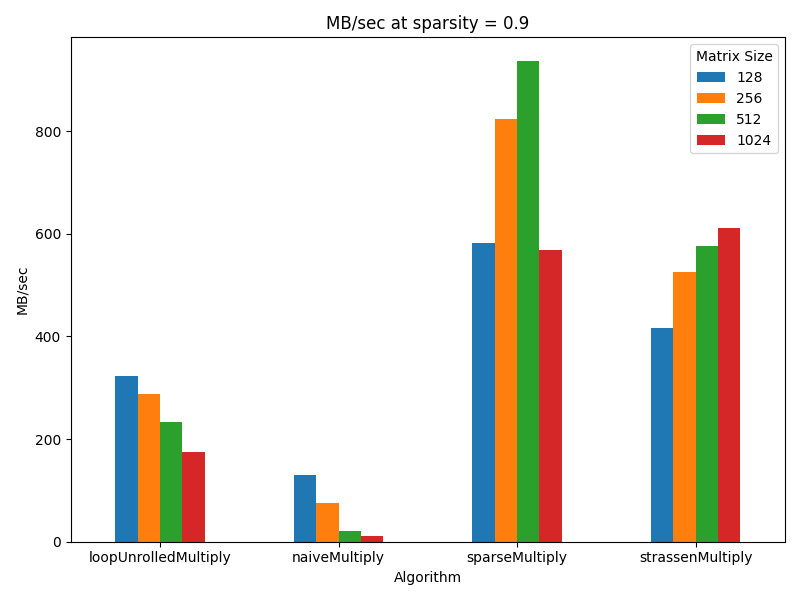 MB/sec at sparsity = 0.9
Matrix Size
128
256
512
1024
800
600
400
200
0
MB/sec
loopUnrolledMultiply
naiveMultiply
sparseMultiply
strassenMultiply
Algorithm